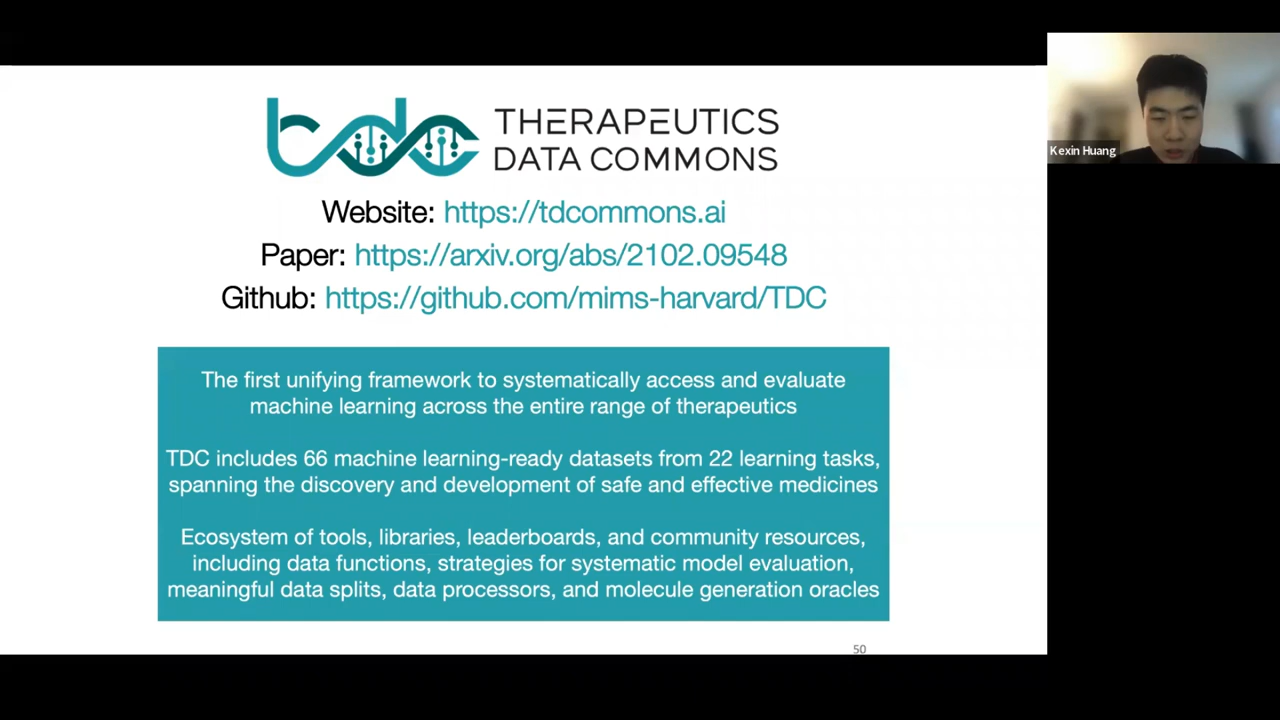 tdc
THERAPEUTICS
DATA COMMONS
Website: https://tdcommons.ai
Paper: https://arxiv.org/abs/2102.09548
Github: https://github.com/mims-harvard/TDC
The first unifying framework to systematically access and evaluate
machine learning across the entire range of therapeutics
TDC includes 66 machine learning-ready datasets from 22 learning tasks,
spanning the discovery and development of safe and effective medicines
Ecosystem of tools, libraries, leaderboards, and community resources,
including data functions, strategies for systematic model evaluation,
meaningful data splits, data processors, and molecule generation oracles
50
Kexin Huang